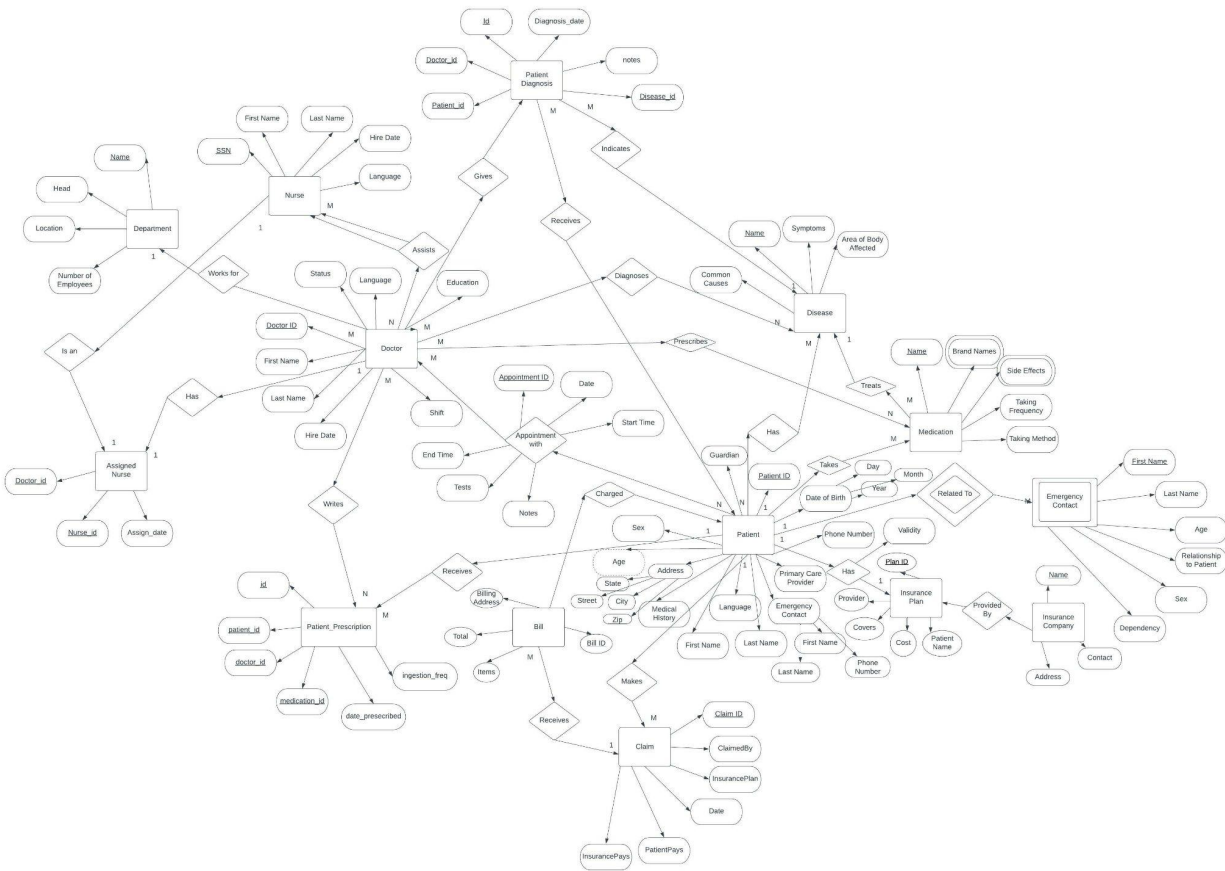 Id
Diagnosis_date
Doctor_id
Patient
Diagnosis
notes
Patient_id
Disease_id
M
M
First Name
Last Name
Hire Date
SSN
Name
Language
Nurse
M
1
Indicates
Gives
Receives
Head
Location
Department
Number of
Employees
1
Works for
Assists
Status
Language
Education
Diagnoses
Name
Symptoms
Area of Body
Affected
Common
Causes
1
N
Disease
M
1
Doctor ID
M
N
M
M
Doctor
M
First Name
1
M
Last Name
Hire Date
Shift
Prescribes
Is an
Has
Name
Brand Names
Side Effects
Treats
M
N
Medication
M
Taking
Frequency
Taking Method
Appointment ID
Date
Appointment
with
Start Time
End Time
Tests
Notes
Guardian
Has
Patient ID
Takes
Day
Month
Date of Birth
Year
1
1
Assigned
Nurse
Doctor_id
Nurse_id
Assign_date
Writes
Charged
N
N
1
1
Related To
N
Emergency
Contact
First Name
Last Name
Age
Relationship
to Patient
Sex
Dependency
Sex
1
Patient
1
1
1
Phone Number
Validity
Age
Address
State
Street
City
Zip
Medical
History
Language
Primary Care
Provider
Emergency
Contact
First Name
Last Name
First Name
Last Name
Phone
Number
Has
1
Plan ID
Provider
Insurance
Plan
Covers
Cost
Patient
Name
Provided
By
Name
Insurance
Company
Contact
Address
Receives
id
N
M
Patient_Prescription
patient_id
doctor_id
medication_id
date_presecribed
ingestion_freq
Billing
Address
Total
Bill
Bill ID
Items
M
Makes
Receives
M
1
Claim
Claim ID
ClaimedBy
InsurancePlan
Date
InsurancePays
PatientPays